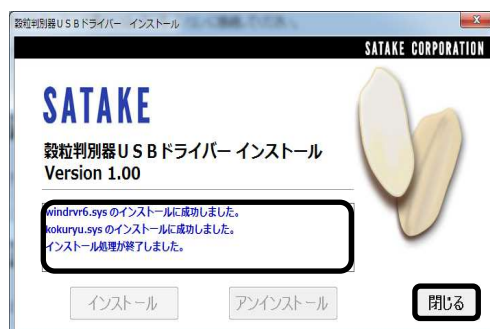 穀粒判別器USBドライバー インストール
SATAKE CORPORATION
SATAKE
穀粒判別器USBドライバー インストール
Version 1.00
windrvr6.sys のインストールに成功しました。
kokuryu.sys のインストールに成功しました。
インストール処理が終了しました。
インストール
アンインストール
閉じる